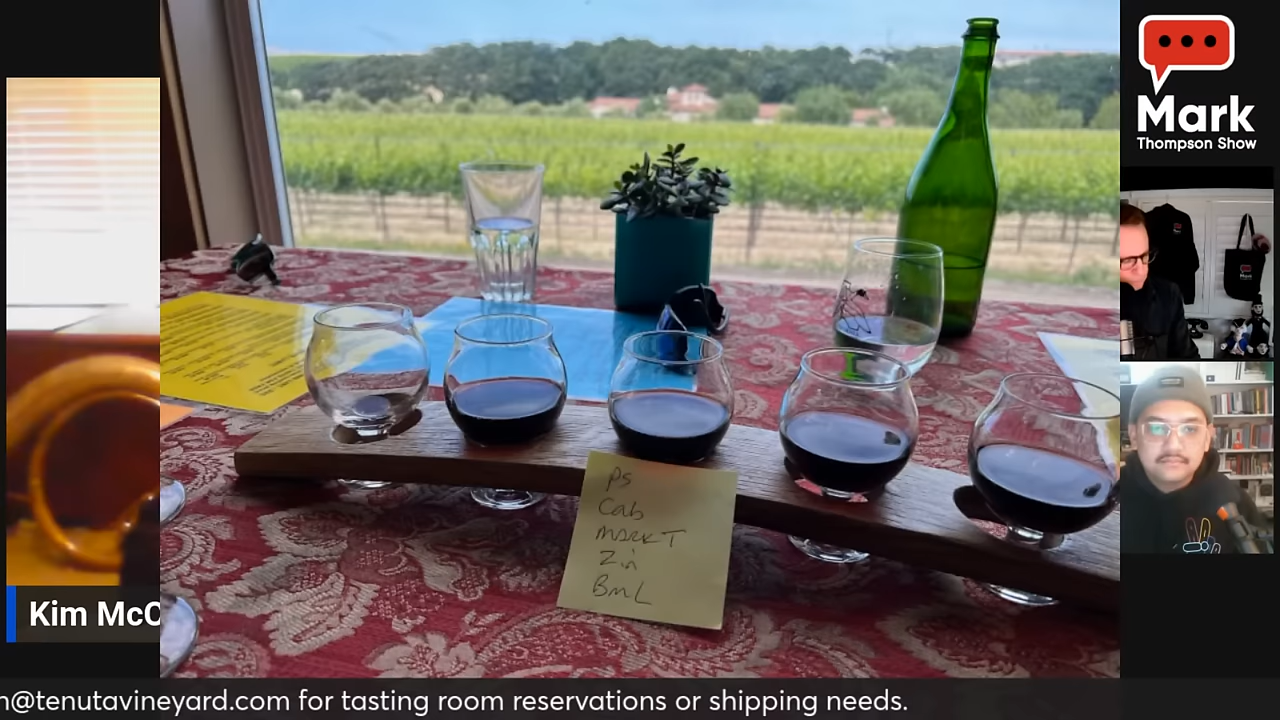 Mark
Thompson Show
Ps
Cab
MARKT
Zin
BmL
Kim McC
n@tenutavineyard.com for tasting room reservations or shipping needs.